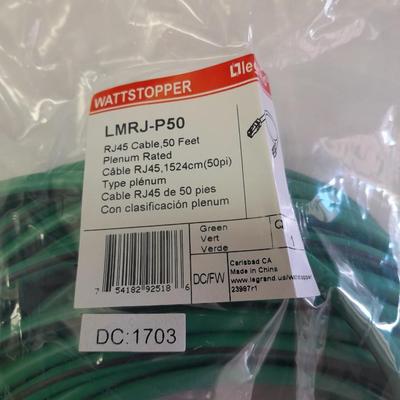 WATTSTOPPER
LMRJ-P50
RJ45 Cable,50 Feet
Plenum Rated
Câble RJ45,1524cm(50pi)
Type plénum
Cable RJ45 de 50 pies
Con clasificación plenum
Green
Vert
Verde
1
7 54182 92518 6
DC/FW
Carlsbad CA
Made in China
23987r1
DC:1703